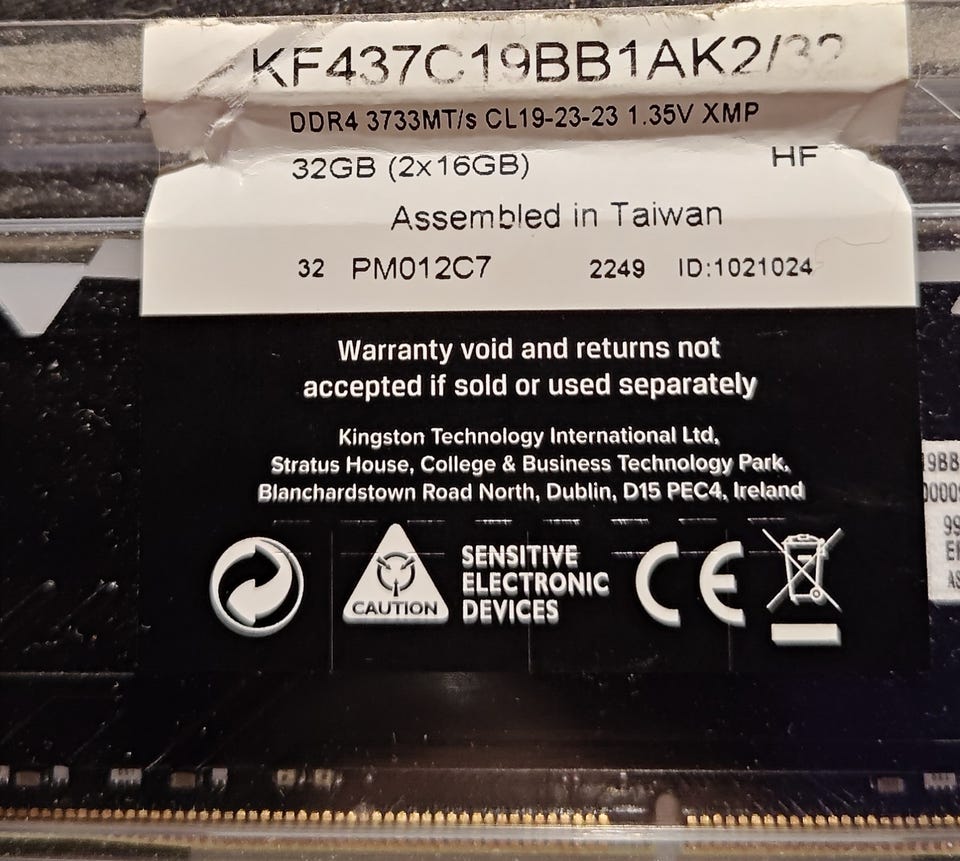 KF437C19BB1AK2/32
DDR4 3733MT/s CL19-23-23 1.35V XMP
32GB (2x16GB) HF
Assembled in Taiwan
32 PM012C7 2249 ID:1021024
Warranty void and returns not
accepted if sold or used separately
Kingston Technology International Ltd,
Stratus House, College & Business Technology Park,
Blanchardstown Road North, Dublin, D15 PEC4, Ireland
SENSITIVE
ELECTRONIC
DEVICES
CAUTION
CE